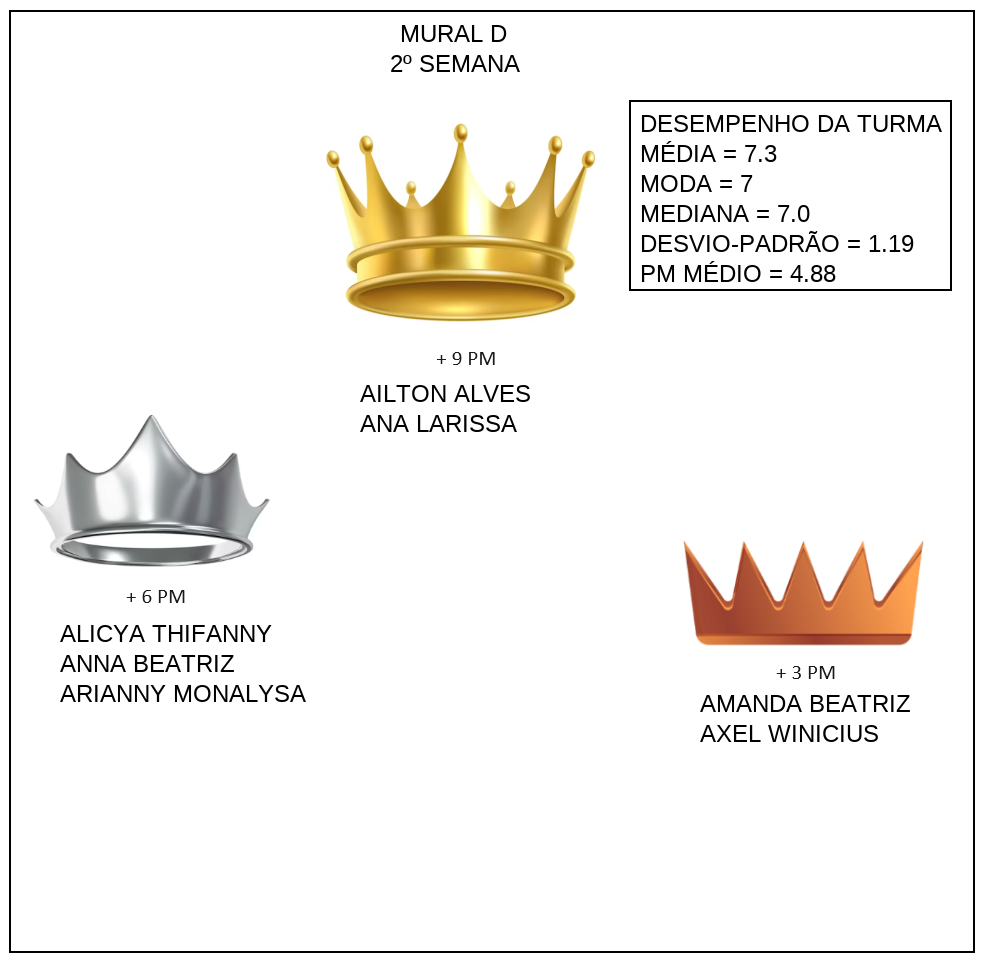 MURAL D
2º SEMANA
DESEMPENHO DA TURMA
MÉDIA = 7.3
MODA = 7
MEDIANA = 7.0
DESVIO-PADRÃO = 1.19
PM MÉDIO = 4.88
+ 9 PM
AILTON ALVES
ANA LARISSA
+ 6 PM
ALICYA THIFANNY
ANNA BEATRIZ
ARIANNY MONALYSA
+ 3 PM
AMANDA BEATRIZ
AXEL WINICIUS